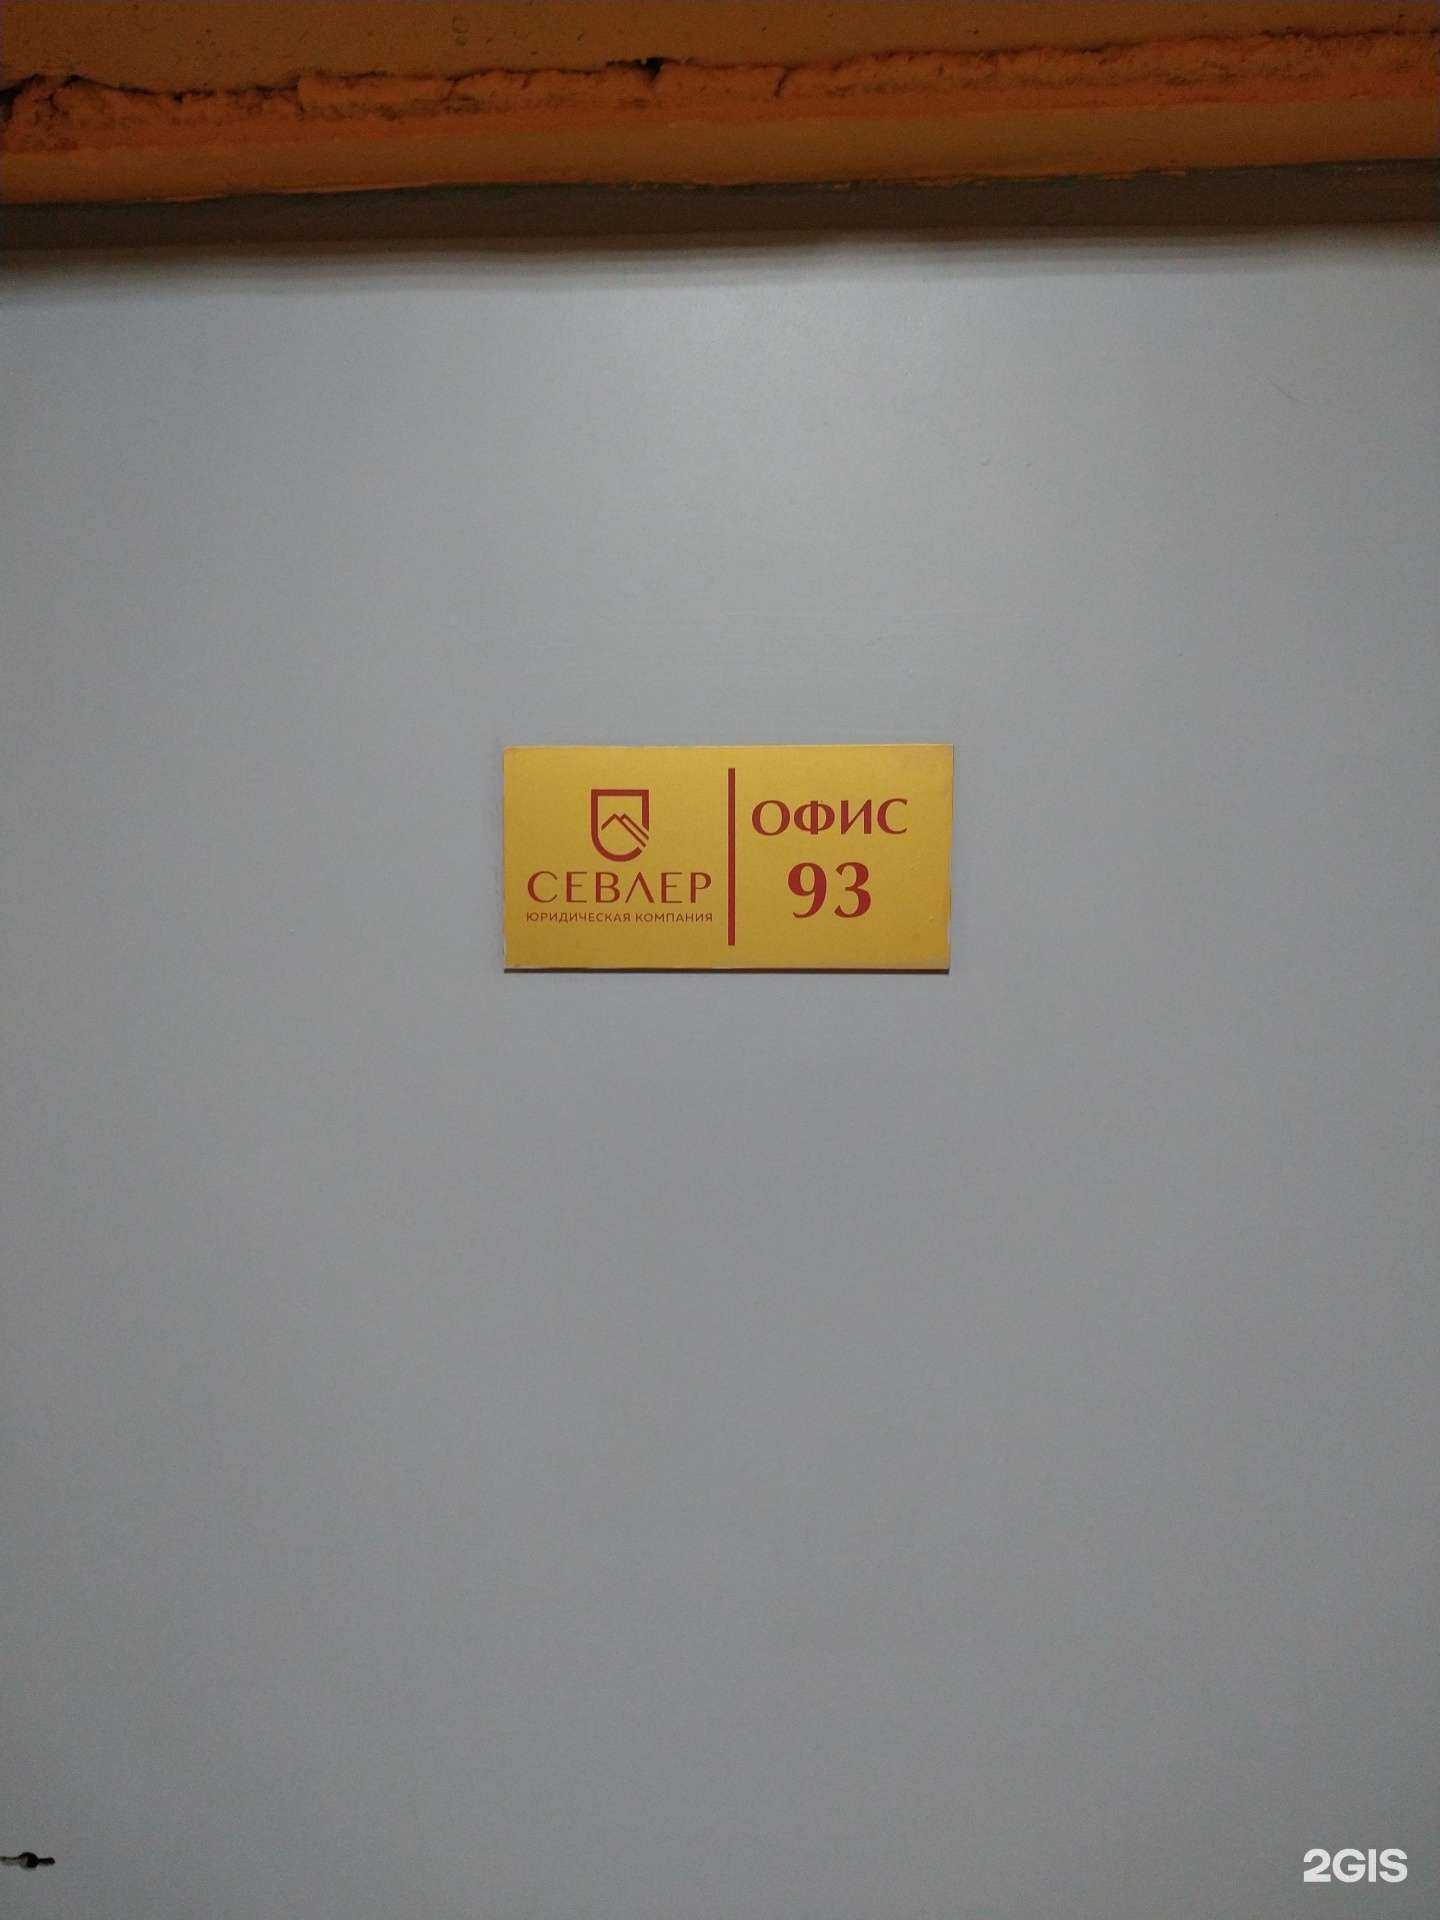 СЕВЛЕР
ЮРИДИЧЕСКАЯ КОМПАНИЯ
ОФИС
93
2GIS